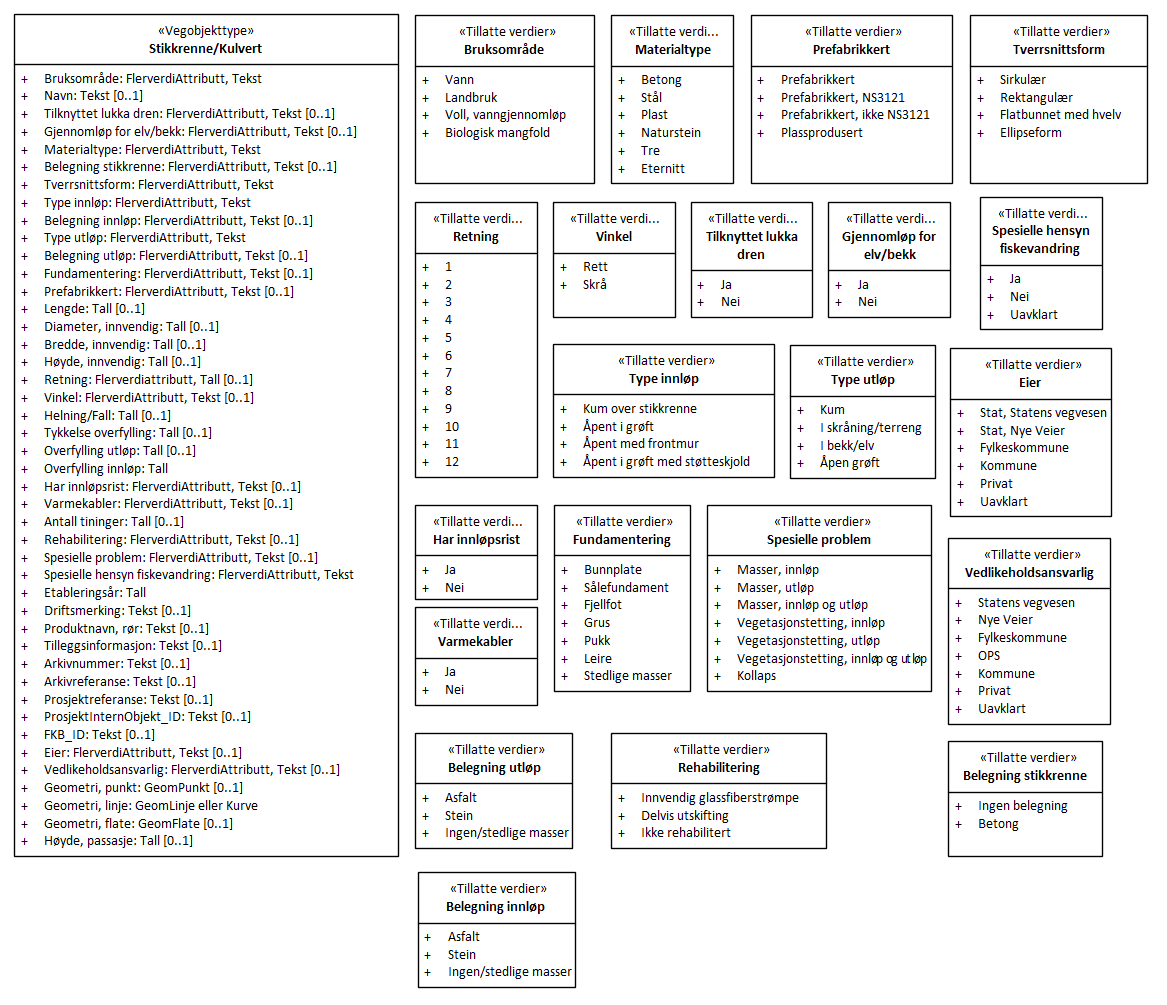 «Vegobjekttype»
Stikkrenne/Kulvert
+ Bruksområde: FlerverdiAttributt, Tekst
+ Navn: Tekst [0..1]
+ Tilknyttet lukka dren: FlerverdiAttributt, Tekst [0..1]
+ Gjennomløp for elv/bekk: FlerverdiAttributt, Tekst [0..1]
+ Materialtype: FlerverdiAttributt, Tekst
+ Belegning stikkrenne: FlerverdiAttributt, Tekst [0..1]
+ Tverrsnittsform: FlerverdiAttributt, Tekst
+ Type innløp: FlerverdiAttributt, Tekst
+ Belegning innløp: FlerverdiAttributt, Tekst [0..1]
+ Type utløp: FlerverdiAttributt, Tekst
+ Belegning utløp: FlerverdiAttributt, Tekst [0..1]
+ Fundamentering: FlerverdiAttributt, Tekst [0..1]
+ Prefabrikkert: FlerverdiAttributt, Tekst [0..1]
+ Lengde: Tall [0..1]
+ Diameter, innvendig: Tall [0..1]
+ Bredde, innvendig: Tall [0..1]
+ Høyde, innvendig: Tall [0..1]
+ Retning: Flerverdiattributt, Tall [0..1]
+ Vinkel: FlerverdiAttributt, Tekst [0..1]
+ Helning/Fall: Tall [0..1]
+ Tykkelse overfylling: Tall [0..1]
+ Overfylling utløp: Tall [0..1]
+ Overfylling innløp: Tall
+ Har innløpsrist: FlerverdiAttributt, Tekst [0..1]
+ Varmekabler: FlerverdiAttributt, Tekst [0..1]
+ Antall tininger: Tall [0..1]
+ Rehabilitering: FlerverdiAttributt, Tekst [0..1]
+ Spesielle problem: FlerverdiAttributt, Tekst [0..1]
+ Spesielle hensyn fiskevandring: FlerverdiAttributt, Tekst
+ Etableringsår: Tall
+ Driftsmerking: Tekst [0..1]
+ Produktnavn, rør: Tekst [0..1]
+ Tilleggsinformasjon: Tekst [0..1]
+ Arkivnummer: Tekst [0..1]
+ Arkivreferanse: Tekst [0..1]
+ Prosjektreferanse: Tekst [0..1]
+ ProsjektInternObjekt_ID: Tekst [0..1]
+ FKB_ID: Tekst [0..1]
+ Eier: FlerverdiAttributt, Tekst [0..1]
+ Vedlikeholdsansvarlig: FlerverdiAttributt, Tekst [0..1]
+ Geometri, punkt: GeomPunkt [0..1]
+ Geometri, linje: GeomLinje eller Kurve
+ Geometri, flate: GeomFlate [0..1]
+ Høyde, passasje: Tall [0..1]
«Tillatte verdier»
Bruksområde
+ Vann
+ Landbruk
+ Voll, vanngjennomløp
+ Biologisk mangfold
«Tillatte verdi...
Materialtype
+ Betong
+ Stål
+ Plast
+ Naturstein
+ Tre
+ Eternitt
«Tillatte verdier»
Prefabrikkert
+ Prefabrikkert
+ Prefabrikkert, NS3121
+ Prefabrikkert, ikke NS3121
+ Plassprodusert
«Tillatte verdier»
Tverrsnittsform
+ Sirkulær
+ Rektangulær
+ Flatbunnet med hvelv
+ Ellipseform
«Tillatte verdi...
Retning
+ 1
+ 2
+ 3
+ 4
+ 5
+ 6
+ 7
+ 8
+ 9
+ 10
+ 11
+ 12
«Tillatte verdi...
Vinkel
+ Rett
+ Skrå
«Tillatte verdi...
Tilknyttet lukka
dren
+ Ja
+ Nei
«Tillatte verdi...
Gjennomløp for
elv/bekk
+ Ja
+ Nei
«Tillatte verdi...
Spesielle hensyn
fiskevandring
+ Ja
+ Nei
+ Uavklart
«Tillatte verdier»
Type innløp
+ Kum over stikkrenne
+ Åpent i grøft
+ Åpent med frontmur
+ Åpent i grøft med støtteskjold
«Tillatte verdier»
Type utløp
+ Kum
+ I skråning/terreng
+ I bekk/elv
+ Åpen grøft
«Tillatte verdier»
Eier
+ Stat, Statens vegvesen
+ Stat, Nye Veier
+ Fylkeskommune
+ Kommune
+ Privat
+ Uavklart
«Tillatte verdi...
Har innløpsrist
+ Ja
+ Nei
«Tillatte verdier»
Fundamentering
+ Bunnplate
+ Sålefundament
+ Fjellfot
+ Grus
+ Pukk
+ Leire
+ Stedlige masser
«Tillatte verdier»
Spesielle problem
+ Masser, innløp
+ Masser, utløp
+ Masser, innløp og utløp
+ Vegetasjonstetting, innløp
+ Vegetasjonstetting, utløp
+ Vegetasjonstetting, innløp og utløp
+ Kollaps
«Tillatte verdier»
Vedlikeholdsansvarlig
+ Statens vegvesen
+ Nye Veier
+ Fylkeskommune
+ OPS
+ Kommune
+ Privat
+ Uavklart
«Tillatte verdi...
Varmekabler
+ Ja
+ Nei
«Tillatte verdier»
Belegning utløp
+ Asfalt
+ Stein
+ Ingen/stedlige masser
«Tillatte verdier»
Rehabilitering
+ Innvendig glassfiberstrømpe
+ Delvis utskifting
+ Ikke rehabilitert
«Tillatte verdier»
Belegning stikkrenne
+ Ingen belegning
+ Betong
«Tillatte verdier»
Belegning innløp
+ Asfalt
+ Stein
+ Ingen/stedlige masser